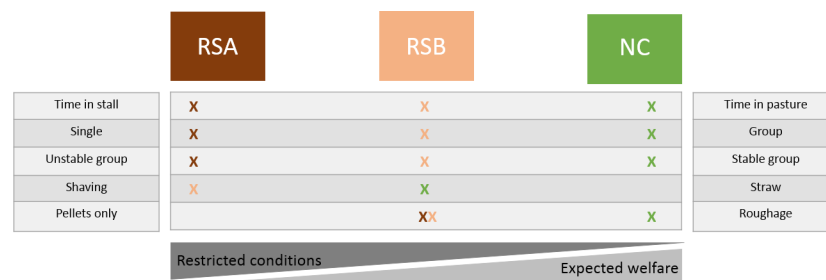 RSA RSB NC
Time in stall X X X Time in pasture
Single X X X Group
Unstable group X X X Stable group
Shaving X X Straw
Pellets only XX X Roughage
Restricted conditions
Expected welfare